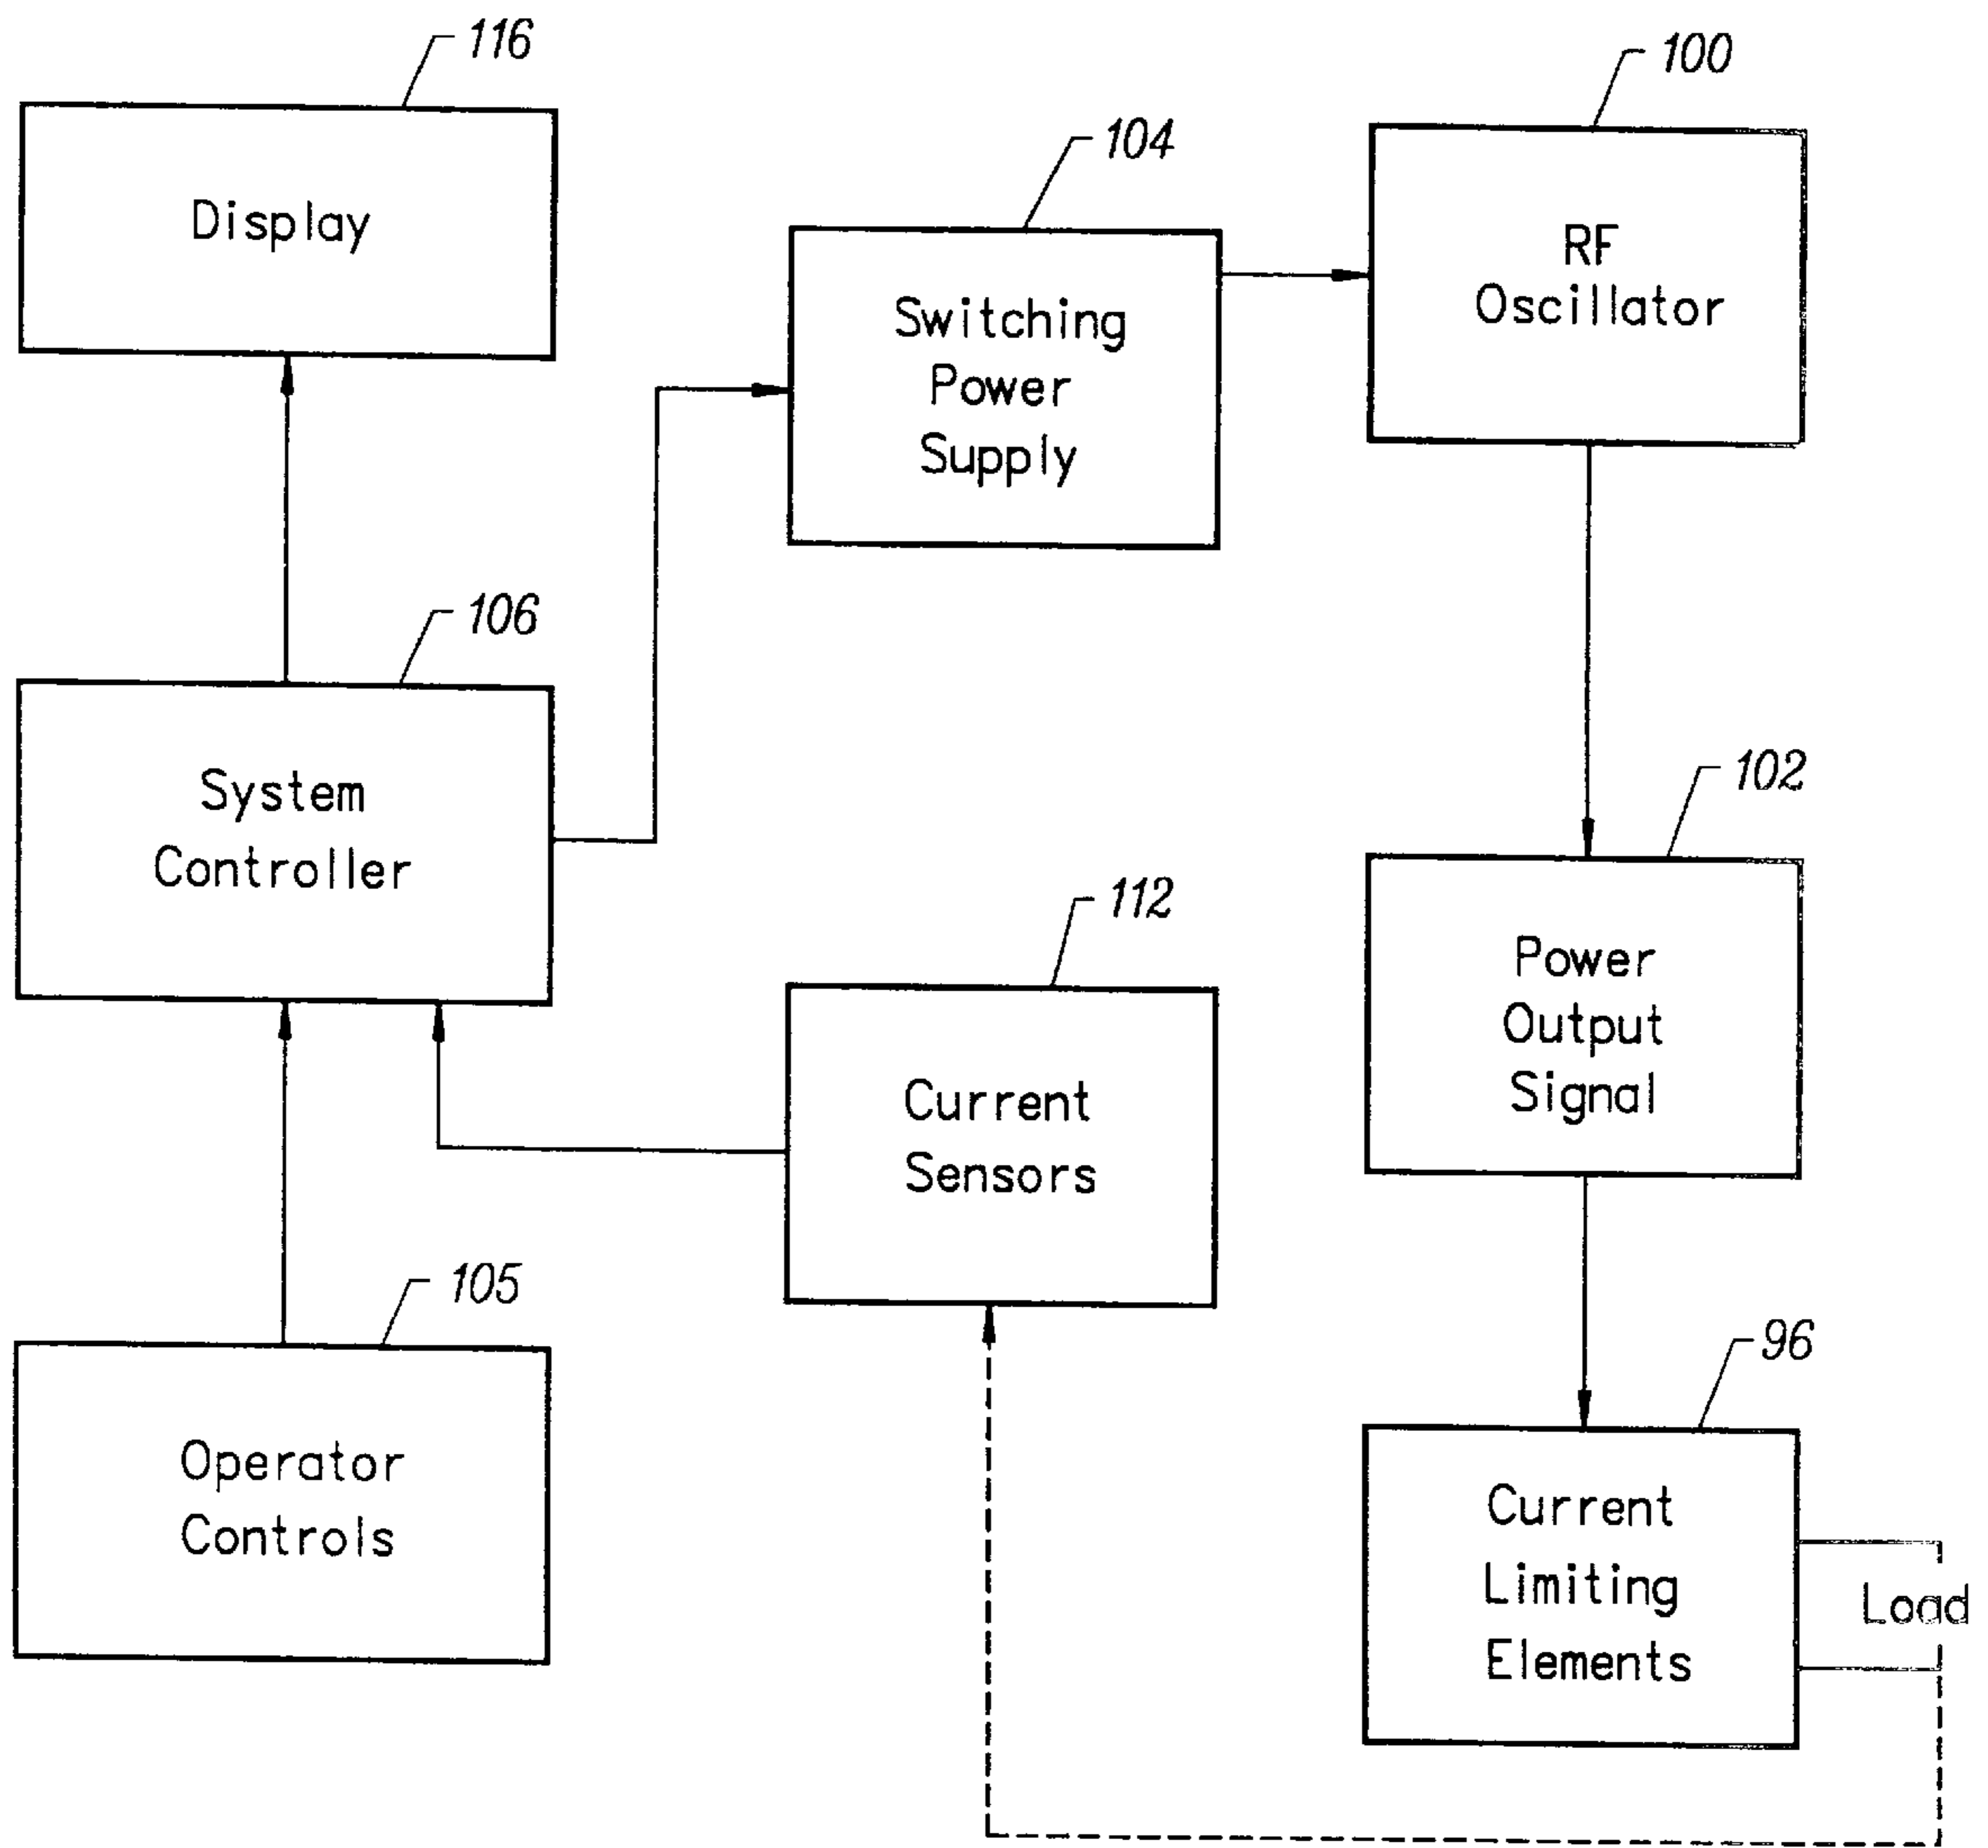 116
Display
104
Switching
Power
Supply
100
RF
Oscillator
106
System
Controller
112
Current
Sensors
102
Power
Output
Signal
105
Operator
Controls
96
Current
Limiting
Elements
Load